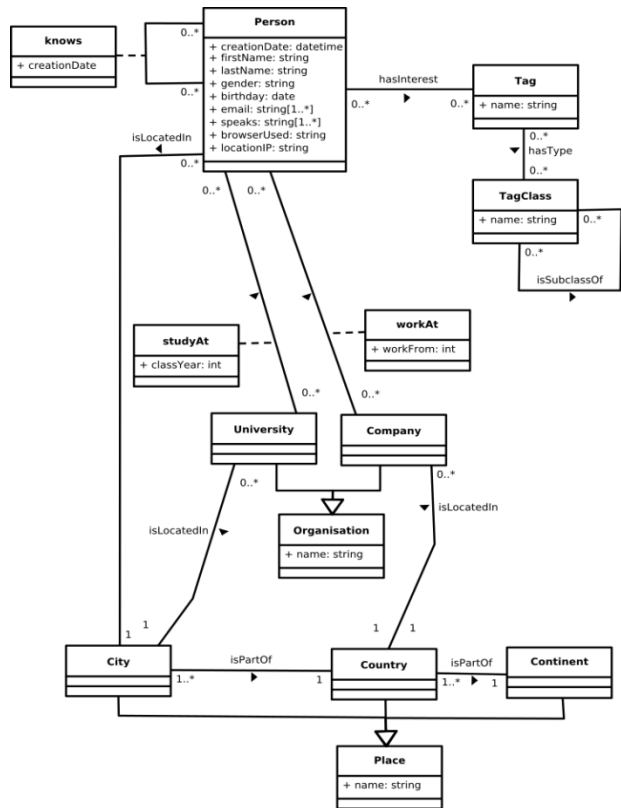 Person
+ creationDate: datetime
+ firstName: string
+ lastName: string
+ gender: string
+ birthday: date
+ email: string[1..*]
+ speaks: string[1..*]
+ browserUsed: string
+ locationIP: string
knows
+ creationDate
0..*
0..*
hasInterest
0..*
0..*
Tag
+ name: string
0..*
hasType
0..*
TagClass
+ name: string
0..*
0..*
isSubclassOf
isLocatedIn
0..*
0..*
0..*
studyAt
+ classYear: int
workAt
+ workFrom: int
0..*
0..*
University
Company
0..*
0..*
isLocatedIn
isLocatedIn
Organisation
+ name: string
1
1
1
1
City
isPartOf
1..*
1
Country
isPartOf
1..*
1
Continent
Place
+ name: string